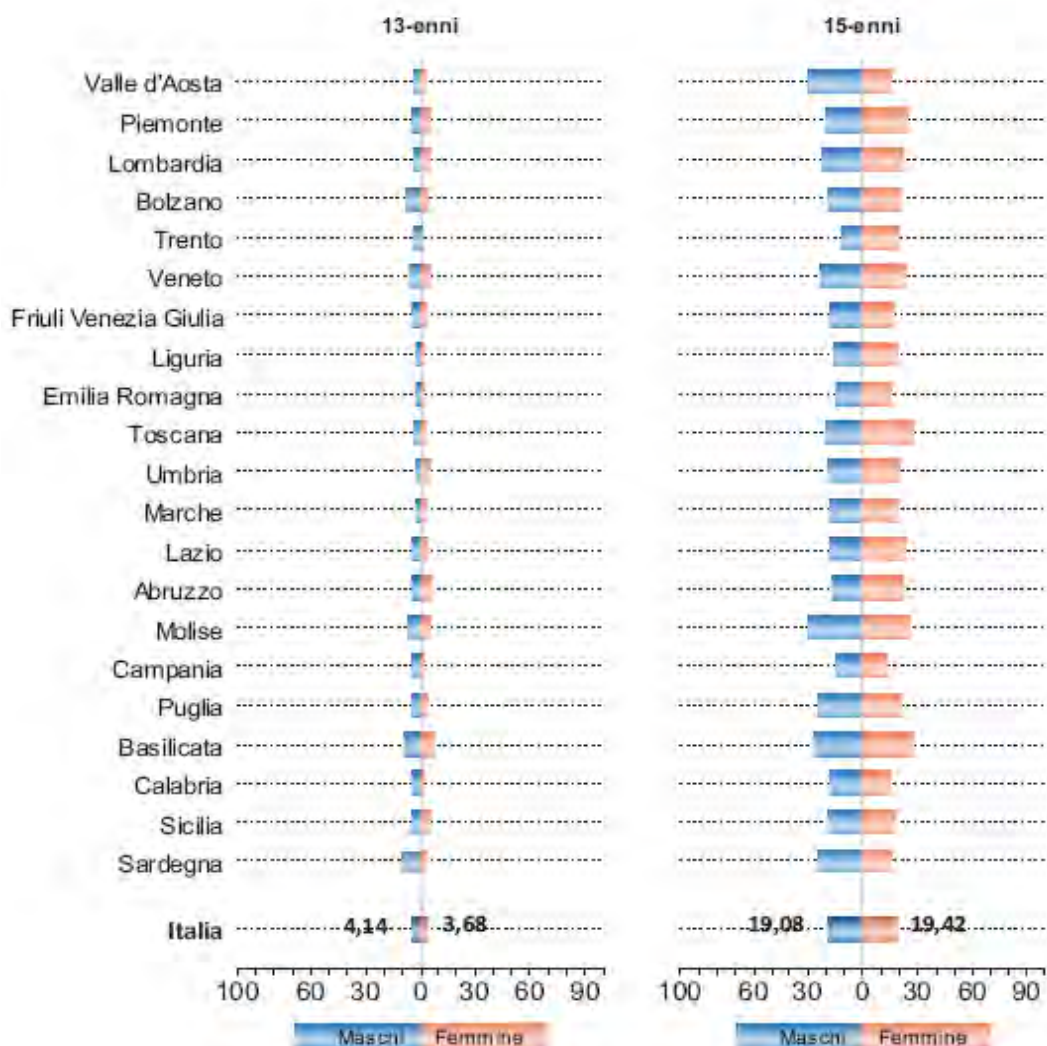 13-enni 15-enni
Valle d'Aosta
Piemonte
Lombardia
Bolzano
Trento
Veneto
Friuli Venezia Giulia
Liguria
Emilia Romagna
Toscana
Umbria
Marche
Lazio
Abruzzo
Molise
Campania
Puglia
Basilicata
Calabria
Sicilia
Sardegna
Italia 4,14 3,68 19,08 19,42
100 60 30 0 30 60 90 100 60 30 0 30 60 90
Maschi Femmine Maschi Femmine